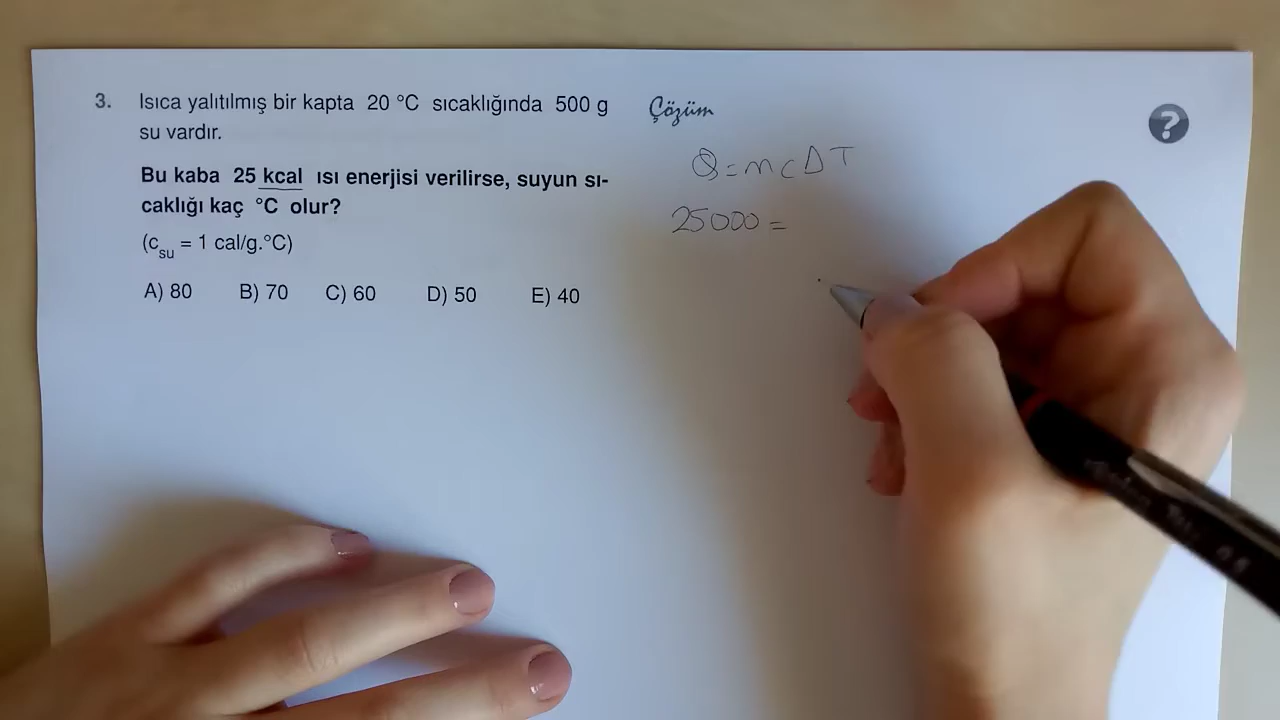 3. Isıca yalıtılmış bir kapta 20 °C sıcaklığında 500 g
su vardır.
Bu kaba 25 kcal ısı enerjisi verilirse, suyun sı-
caklığı kaç °C olur?
(csu = 1 cal/g.°C)
A) 80 B) 70 C) 60 D) 50 E) 40
Çözüm
Q = m c Δ T
25000 =
?